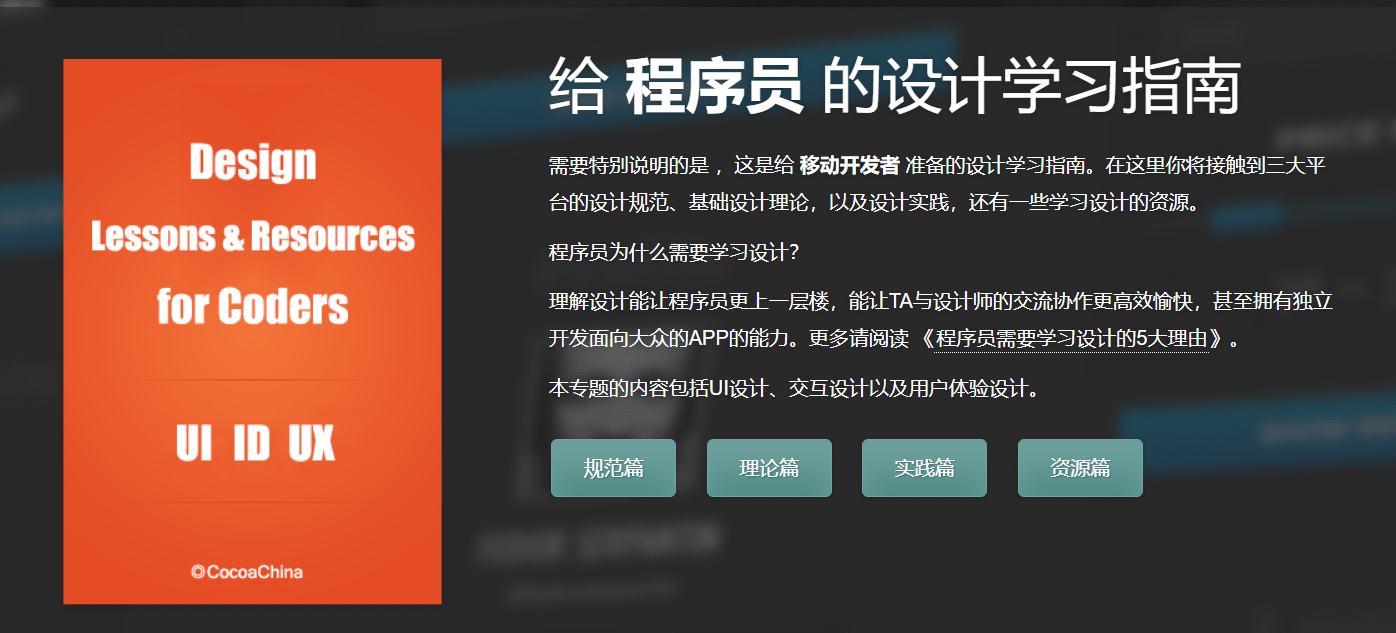 Design
Lessons & Resources
for Coders
UI ID UX
©CocoaChina
给 程序员 的设计学习指南
需要特别说明的是，这是给 移动开发者 准备的设计学习指南。在这里你将接触到三大平
台的设计规范、基础设计理论，以及设计实践，还有一些学习设计的资源。
程序员为什么需要学习设计？
理解设计能让程序员更上一层楼，能让TA与设计师的交流协作更高效愉快，甚至拥有独立
开发面向大众的APP的能力。更多请阅读 《程序员需要学习设计的5大理由》。
本专题的内容包括UI设计、交互设计以及用户体验设计。
规范篇 理论篇 实践篇 资源篇